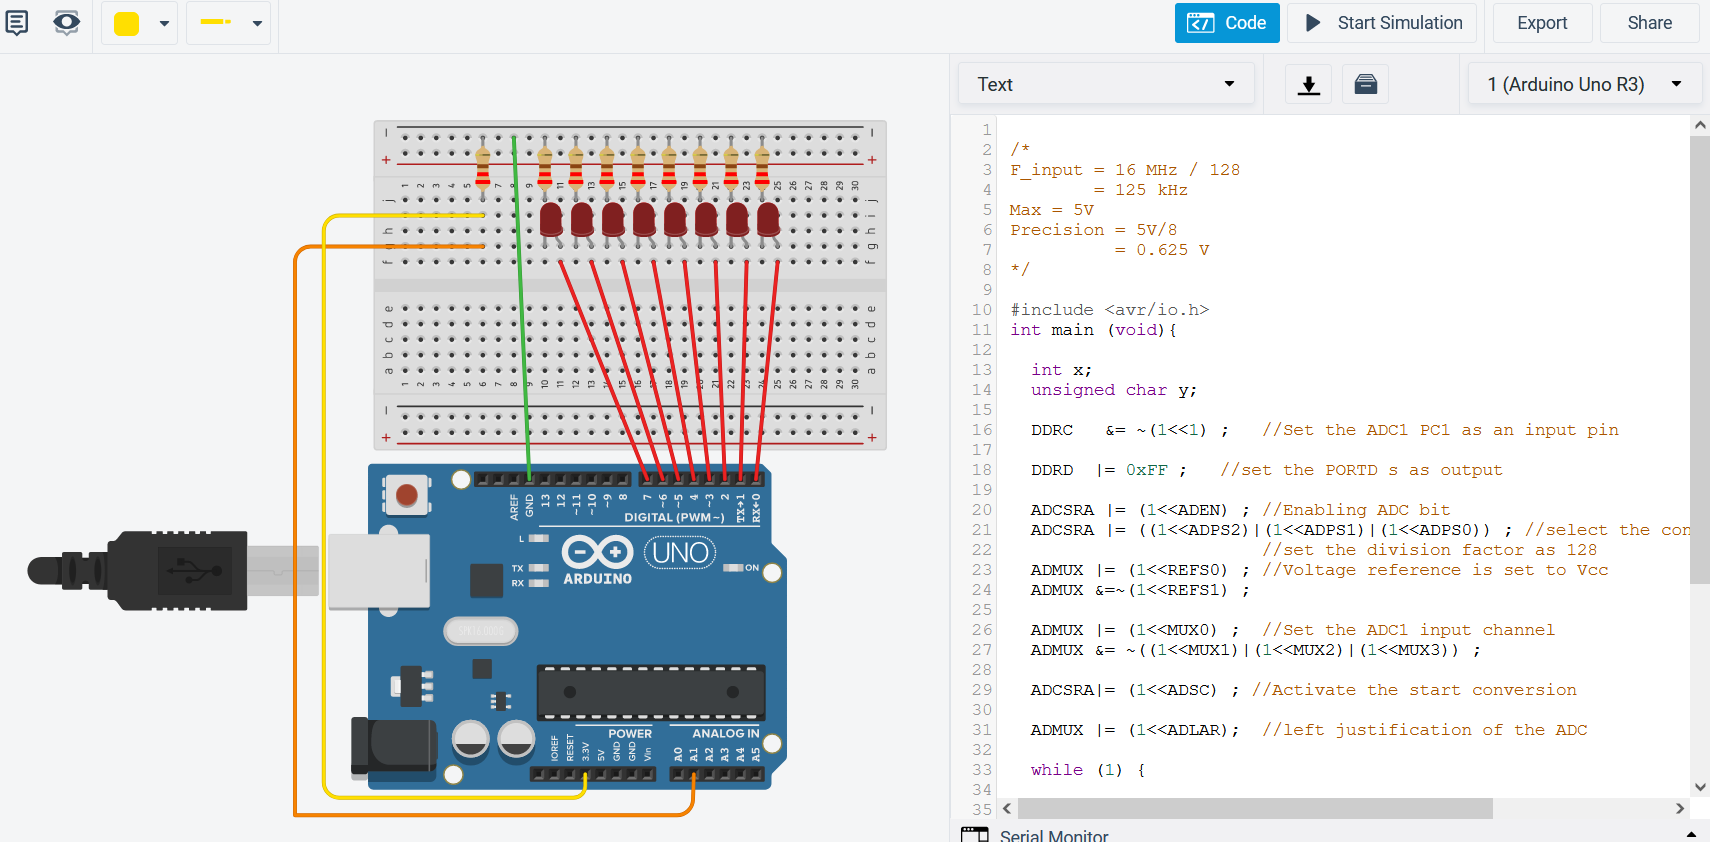 Code
Start Simulation
Export
Share
Text
1 (Arduino Uno R3)
1
2 /*
3 F_input = 16 MHz / 128
4 = 125 kHz
5 Max = 5V
6 Precision = 5V/8
7 = 0.625 V
8 */
9
10 #include <avr/io.h>
11 int main (void){
12
13 int x;
14 unsigned char y;
15
16 DDRC &= ~(1<<1) ; //Set the ADC1 PC1 as an input pin
17
18 DDRD |= 0xFF ; //set the PORTD s as output
19
20 ADCSRA |= (1<<ADEN) ; //Enabling ADC bit
21 ADCSRA |= ((1<<ADPS2)|(1<<ADPS1)|(1<<ADPS0)) ; //select the con
22 //set the division factor as 128
23 ADMUX |= (1<<REFS0) ; //Voltage reference is set to Vcc
24 ADMUX &=~(1<<REFS1) ;
25
26 ADMUX |= (1<<MUX0) ; //Set the ADC1 input channel
27 ADMUX &= ~((1<<MUX1)|(1<<MUX2)|(1<<MUX3)) ;
28
29 ADCSRA|= (1<<ADSC) ; //Activate the start conversion
30
31 ADMUX |= (1<<ADLAR); //left justification of the ADC
32
33 while (1) {
34
35
Serial Monitor
j
i
h
g
f
e
d
c
b
a
AREF GND 13 12 ~11 ~10 ~9 8 7 ~6 ~5 4 ~3 2 TX→1 RX←0
DIGITAL (PWM~)
L
TX
RX
ARDUINO
UNO
ON
POWER
ANALOG IN
IOREF RESET 3.3V 5V GND GND Vin A0 A1 A2 A3 A4 A5